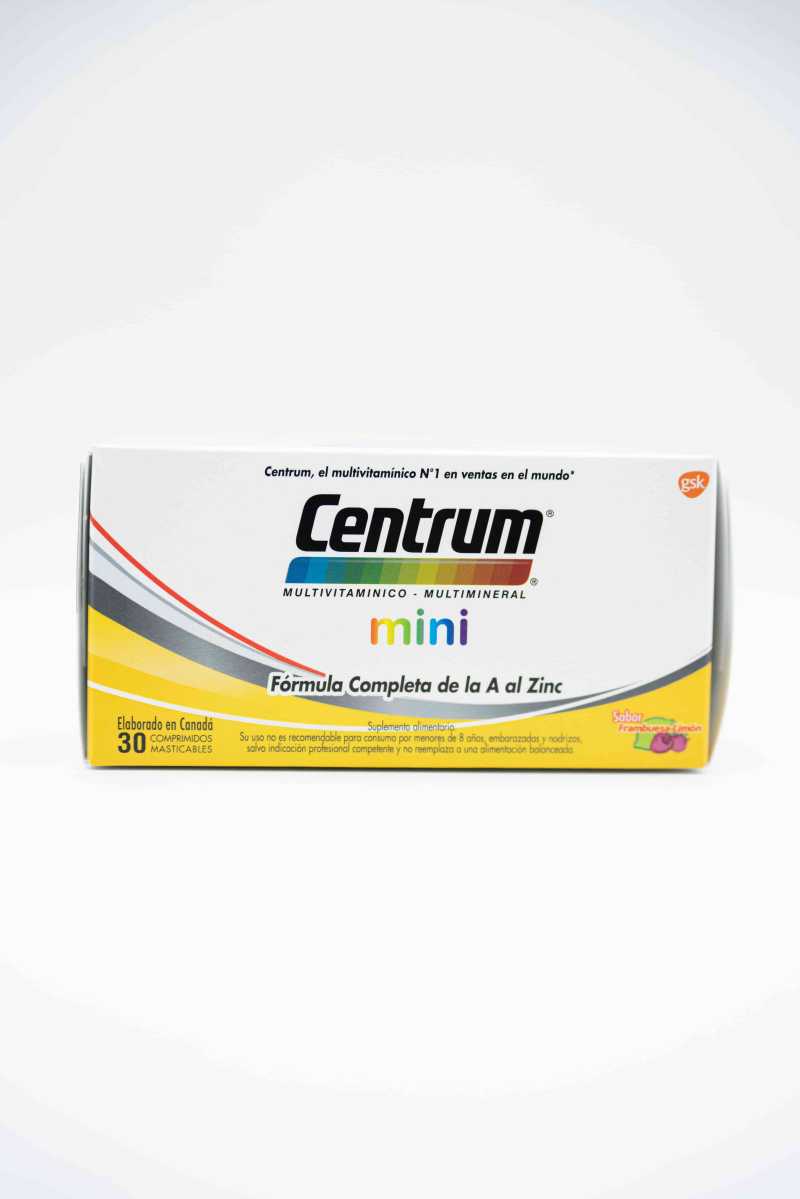 Centrum, el multivitamínico N°1 en ventas en el mundo*
gsk
Centrum®
®
MULTIVITAMINICO - MULTIMINERAL
mini
Fórmula Completa de la A al Zinc
Elaborado en Canadá
30 COMPRIMIDOS
MASTICABLES
Suplemento alimentario
Su uso no es recomendable para consumo por menores de 8 años, embarazadas y nodrizas,
salvo indicación profesional competente y no reemplaza a una alimentación balanceada.
Sabor
Frambuesa-Limón